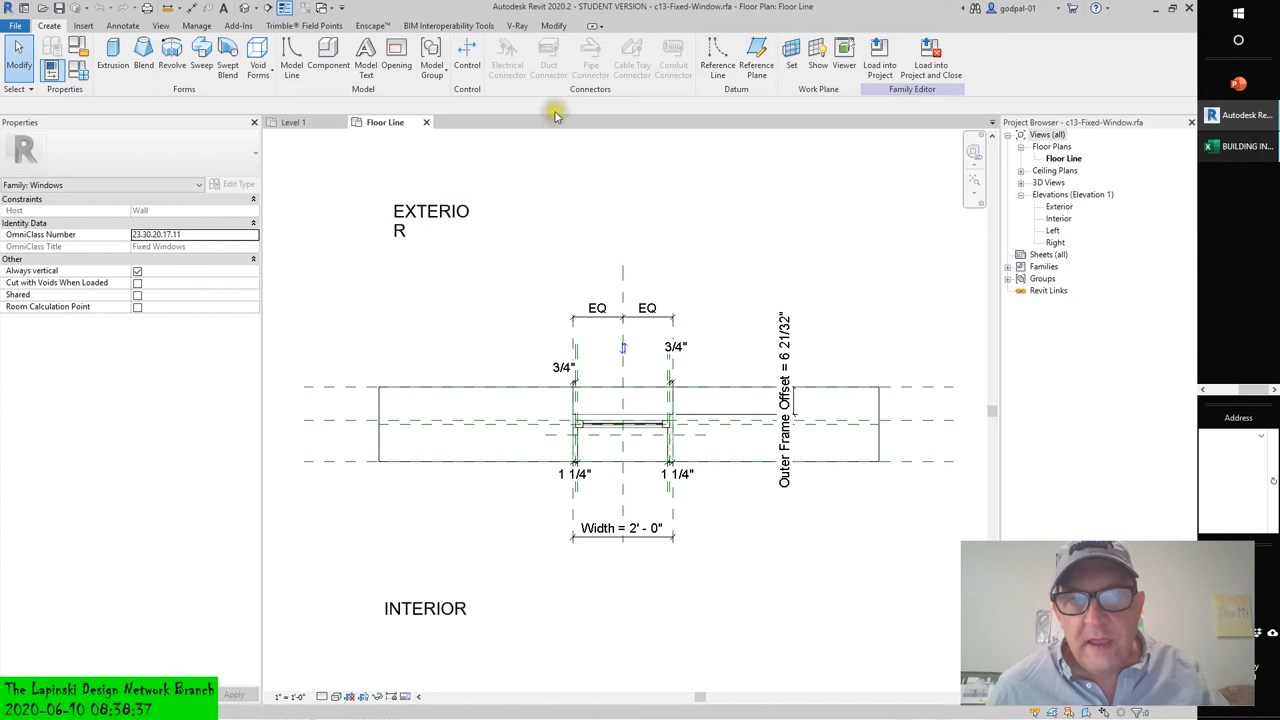 Autodesk Revit 2020.2 - STUDENT VERSION - c13-Fixed-Window.rfa - Floor Plan: Floor Line
godpal-01
File Create Insert Annotate View Manage Add-Ins Trimble® Field Points Enscape™ BIM Interoperability Tools V-Ray Modify
Modify Extrusion Blend Revolve Sweep Swept Blend Void Forms Model Line Component Model Text Opening Model Group Control Electrical Connector Duct Connector Pipe Connector Cable Tray Connector Conduit Connector Reference Line Reference Plane Set Show Viewer Load into Project Load into Project and Close
Select Properties Forms Model Control Connectors Datum Work Plane Family Editor
Autodesk Re...
BUILDING IN...
Properties
Level 1
Floor Line
Project Browser - c13-Fixed-Window.rfa
R
Family: Windows
Edit Type
Constraints
Host Wall
Identity Data
OmniClass Number 23.30.20.17.11
OmniClass Title Fixed Windows
Other
Always vertical
Cut with Voids When Loaded
Shared
Room Calculation Point
Views (all)
Floor Plans
Floor Line
Ceiling Plans
3D Views
Elevations (Elevation 1)
Exterior
Interior
Left
Right
Sheets (all)
Families
Groups
Revit Links
EXTERIO
R
EQ EQ
3/4"
3/4"
Outer Frame Offset = 6 21/32"
1 1/4" 1 1/4"
Width = 2' - 0"
INTERIOR
Address
Apply
1" = 1'-0"
:0
The Lapinski Design Network Branch
2020-06-10 08:38:37